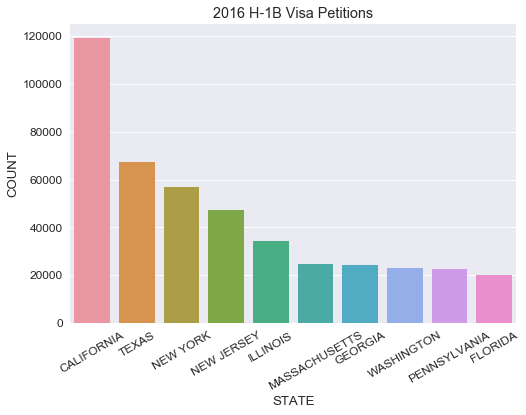 2016 H-1B Visa Petitions
120000
100000
80000
60000
40000
20000
0
COUNT
CALIFORNIA
TEXAS
NEW YORK
NEW JERSEY
ILLINOIS
MASSACHUSETTS
GEORGIA
WASHINGTON
PENNSYLVANIA
FLORIDA
STATE